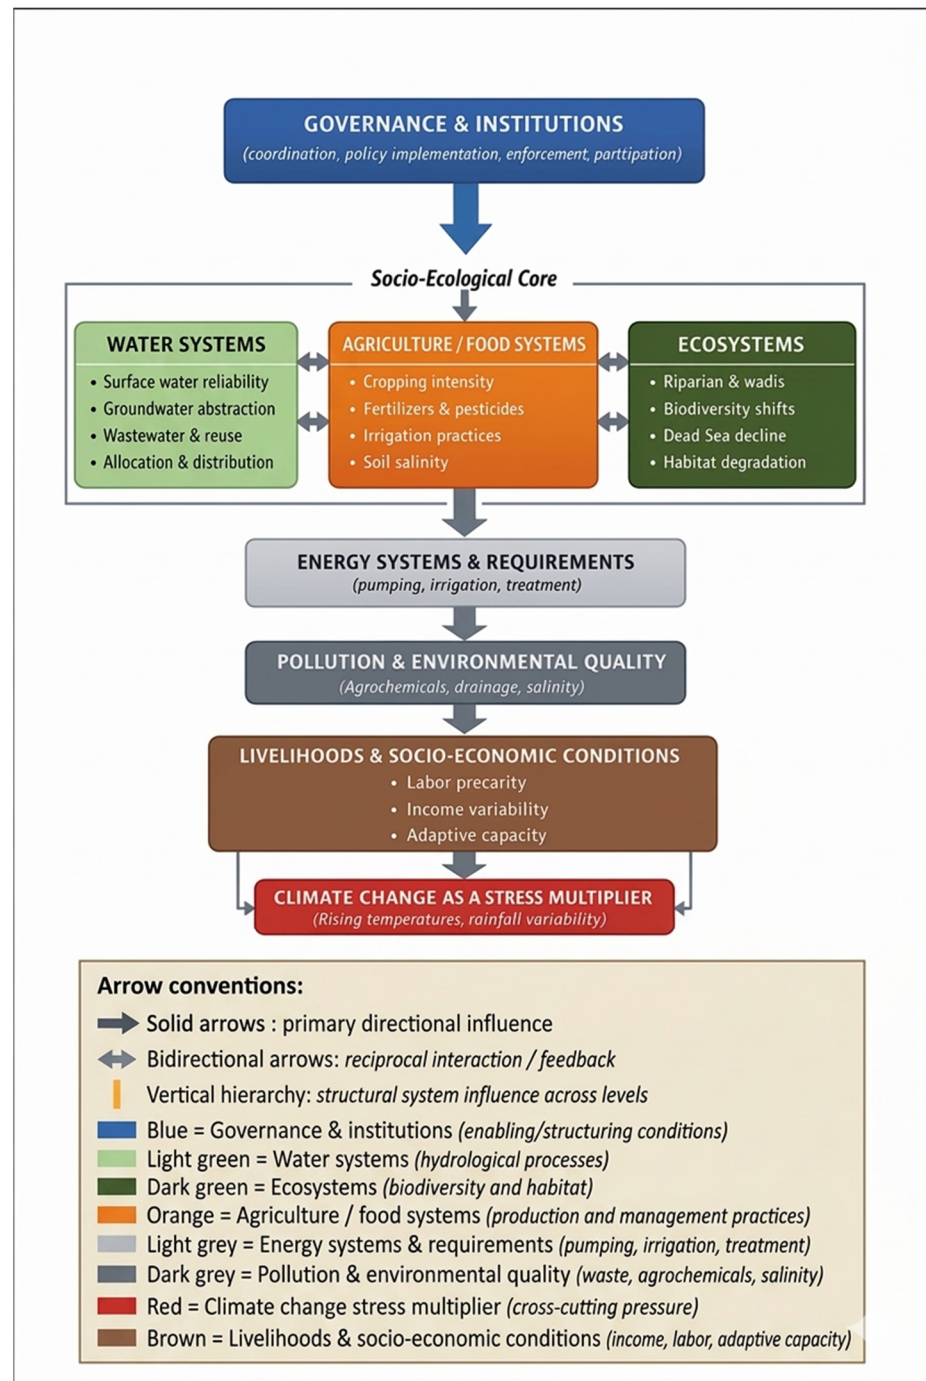 GOVERNANCE & INSTITUTIONS
(coordination, policy implementation, enforcement, parttipation)
Socio-Ecological Core
WATER SYSTEMS
• Surface water reliability
• Groundwater abstraction
• Wastewater & reuse
• Allocation & distribution
AGRICULTURE / FOOD SYSTEMS
• Cropping intensity
• Fertilizers & pesticides
• Irrigation practices
• Soil salinity
ECOSYSTEMS
• Riparian & wadis
• Biodiversity shifts
• Dead Sea decline
• Habitat degradation
ENERGY SYSTEMS & REQUIREMENTS
(pumping, irrigation, treatment)
POLLUTION & ENVIRONMENTAL QUALITY
(Agrochemicals, drainage, salinity)
LIVELIHOODS & SOCIO-ECONOMIC CONDITIONS
• Labor precarity
• Income variability
• Adaptive capacity
CLIMATE CHANGE AS A STRESS MULTIPLIER
(Rising temperatures, rainfall variability)
Arrow conventions:
Solid arrows : primary directional influence
Bidirectional arrows: reciprocal interaction / feedback
Vertical hierarchy: structural system influence across levels
Blue = Governance & institutions (enabling/structuring conditions)
Light green = Water systems (hydrological processes)
Dark green = Ecosystems (biodiversity and habitat)
Orange = Agriculture / food systems (production and management practices)
Light grey = Energy systems & requirements (pumping, irrigation, treatment)
Dark grey = Pollution & environmental quality (waste, agrochemicals, salinity)
Red = Climate change stress multiplier (cross-cutting pressure)
Brown = Livelihoods & socio-economic conditions (income, labor, adaptive capacity)